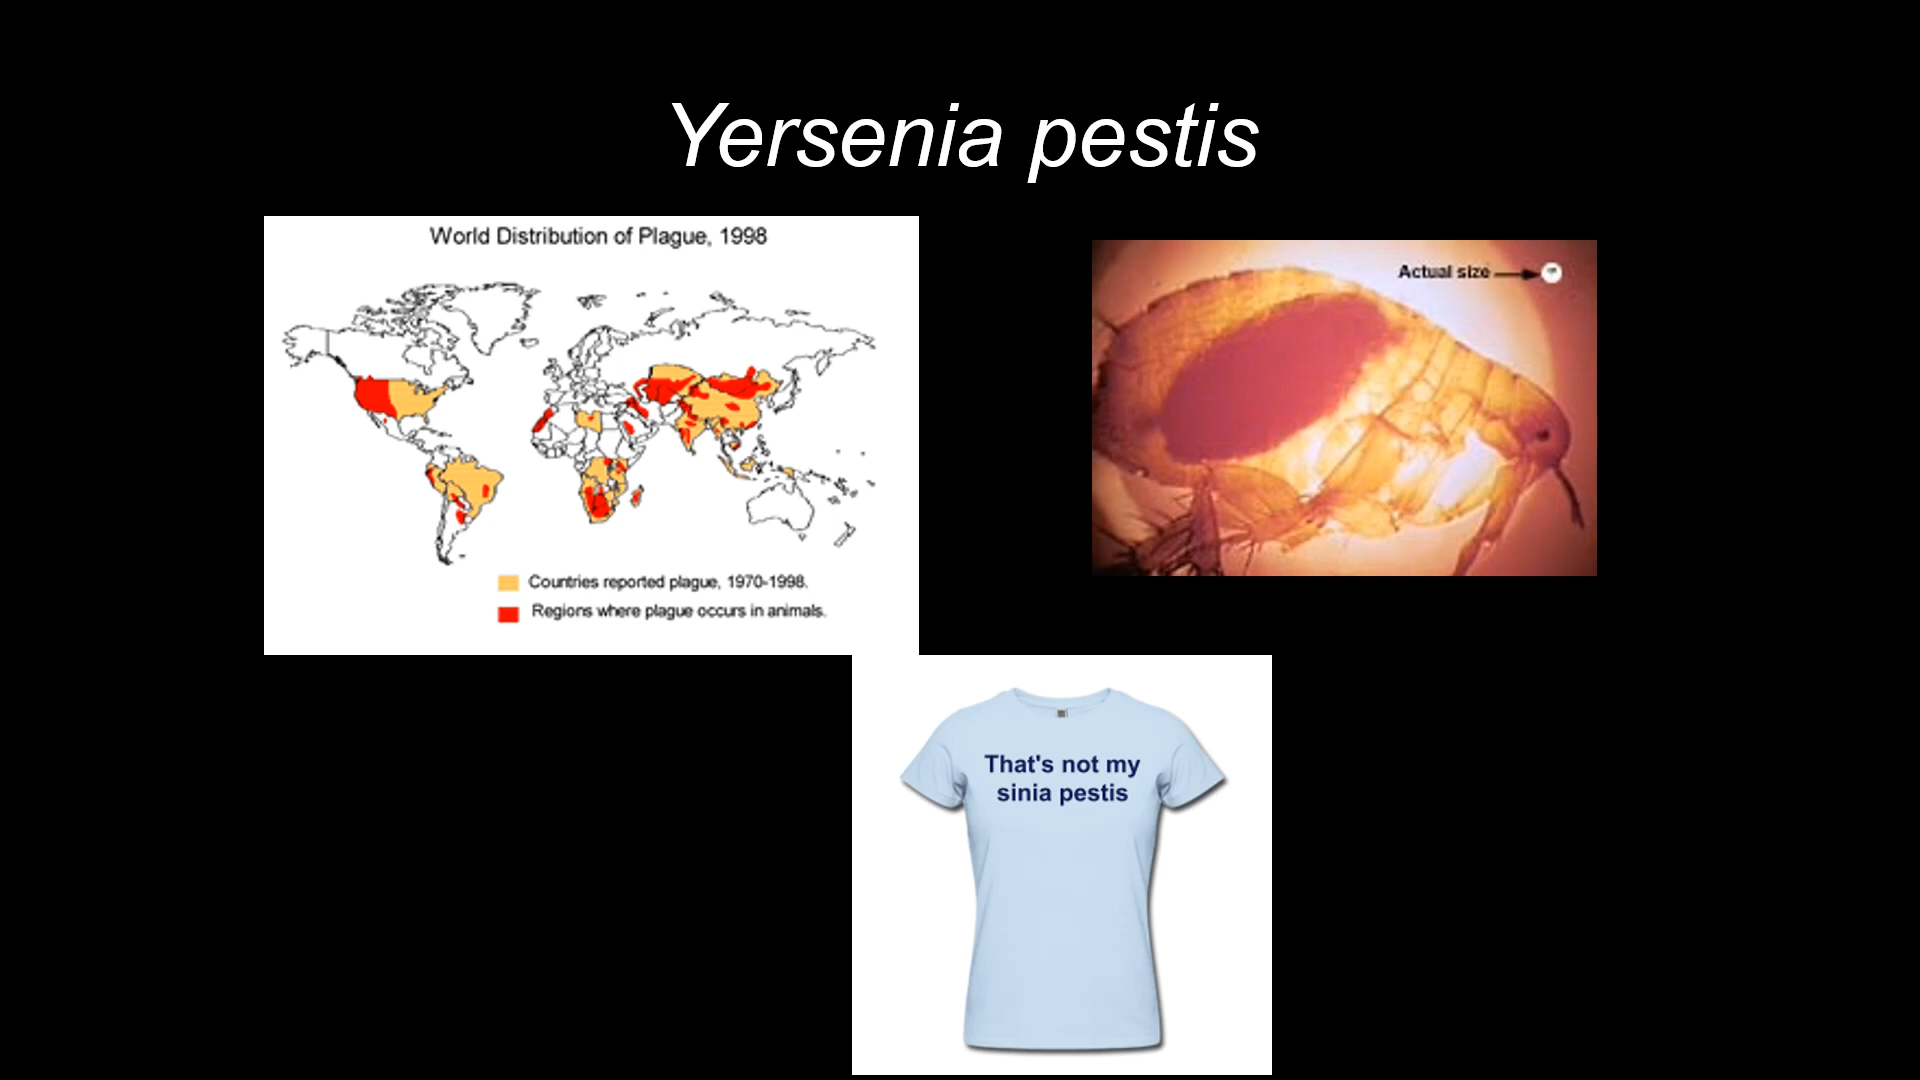 Yersenia pestis
World Distribution of Plague, 1998
Countries reported plague, 1970-1998.
Regions where plague occurs in animals.
Actual size
That's not my
sinia pestis